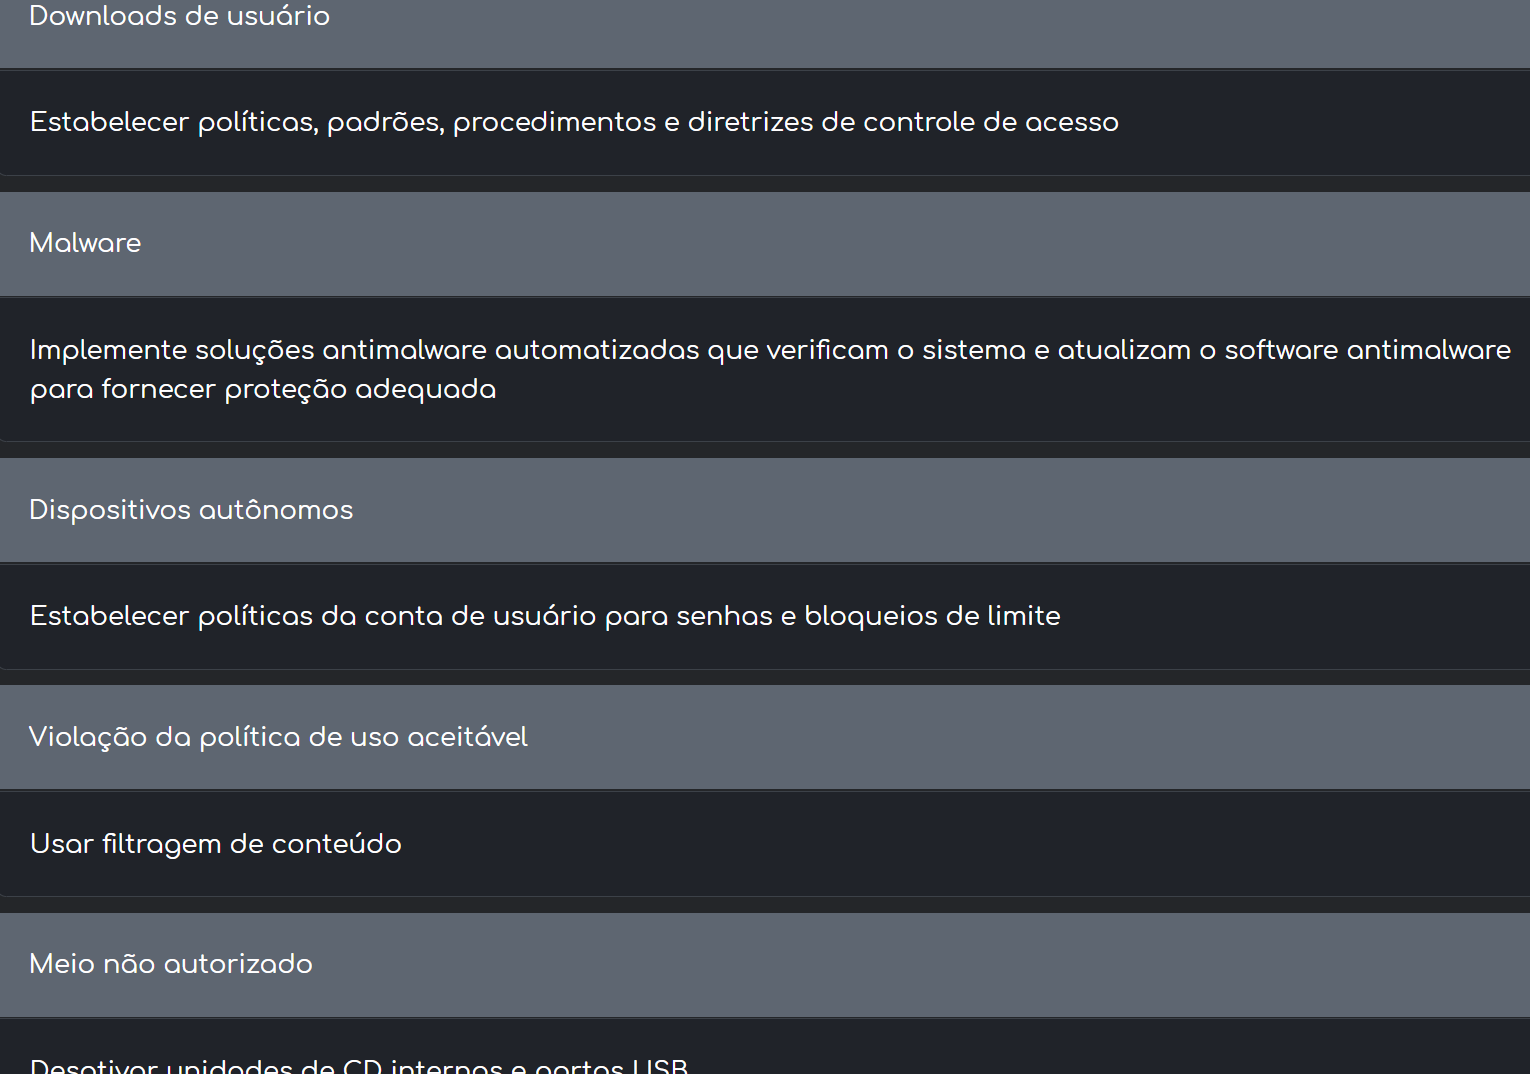 Downloads de usuário
Estabelecer políticas, padrões, procedimentos e diretrizes de controle de acesso
Malware
Implemente soluções antimalware automatizadas que verificam o sistema e atualizam o software antimalware
para fornecer proteção adequada
Dispositivos autônomos
Estabelecer políticas da conta de usuário para senhas e bloqueios de limite
Violação da política de uso aceitável
Usar filtragem de conteúdo
Meio não autorizado
Desativar unidades de CD internas e portas USB